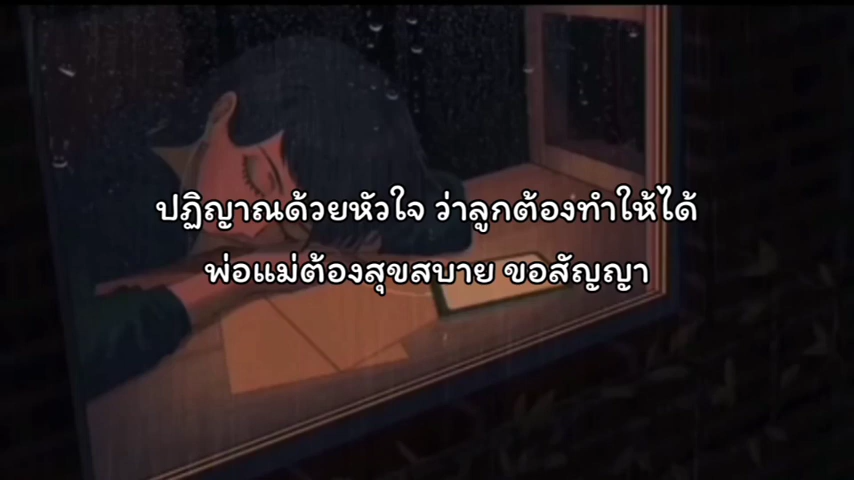 ปฏิญาณด้วยหัวใจ ว่าลูกต้องทำให้ได้
พ่อแม่ต้องสุขสบาย ขอสัญญา